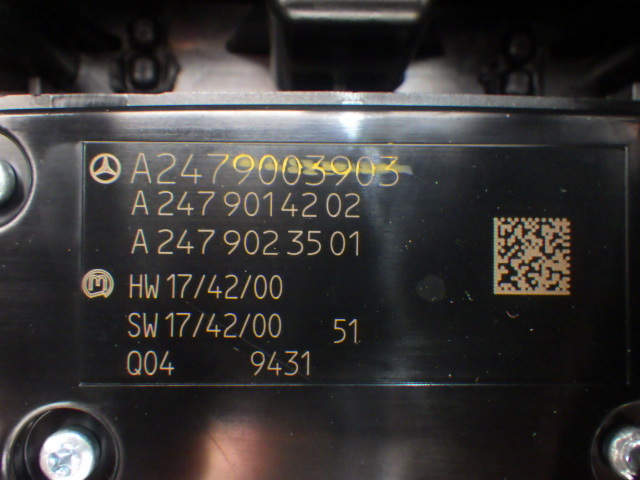 A2479003903
A 247 901 42 02
A 247 902 35 01
HW 17/42/00
SW 17/42/00 51
Q04 9431